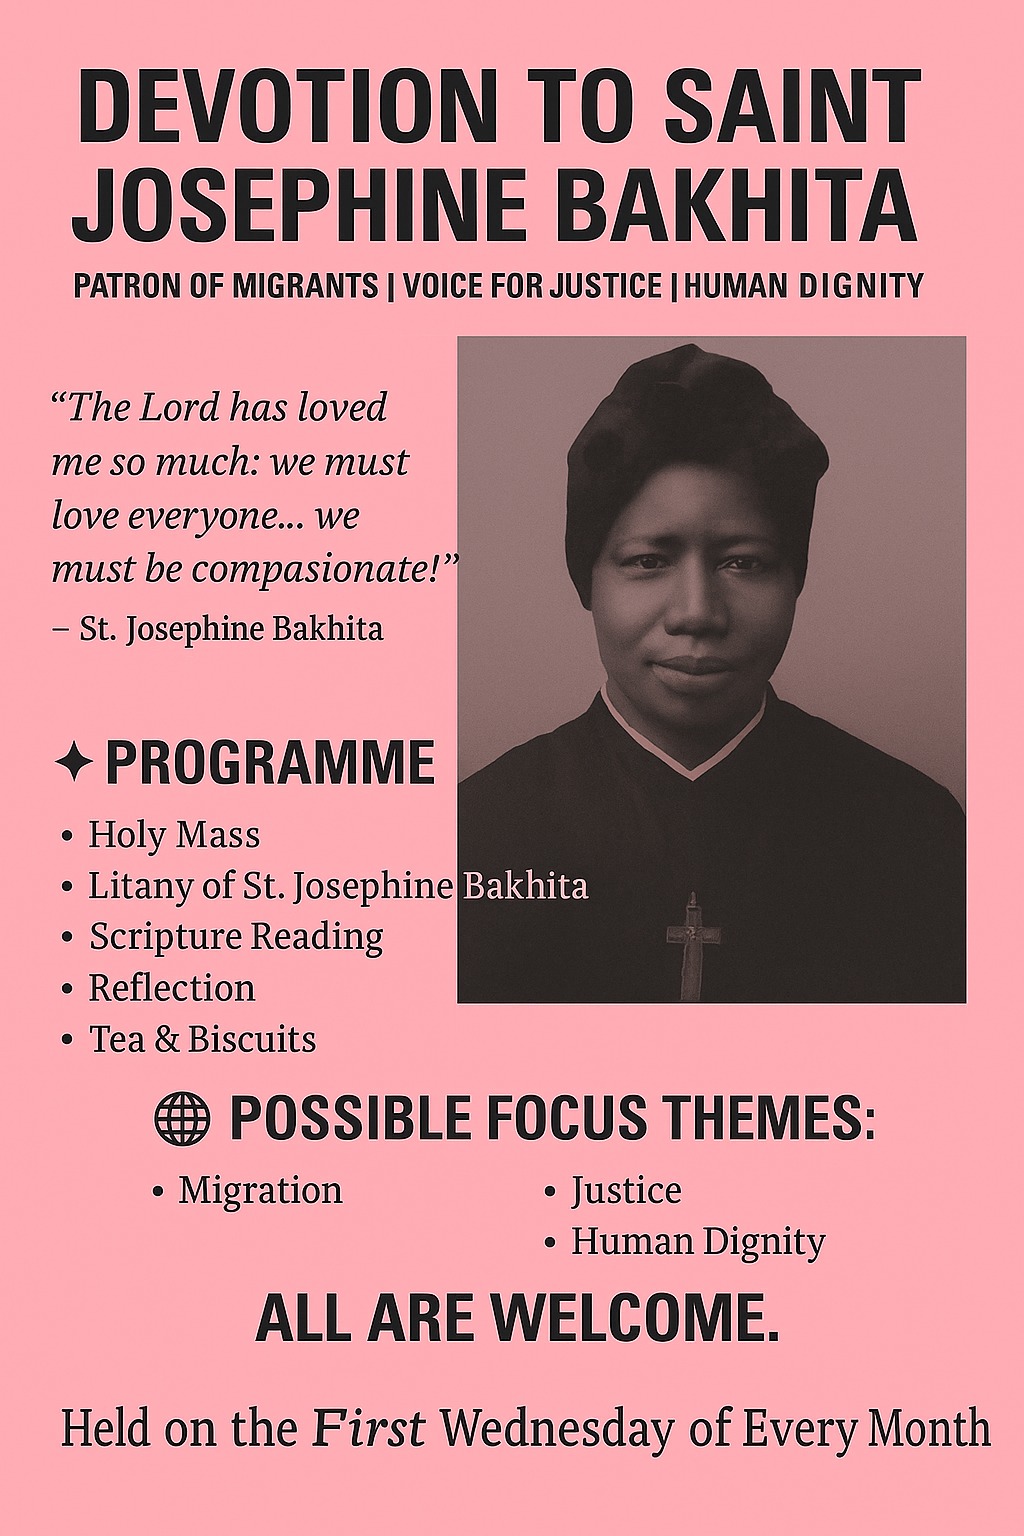 DEVOTION TO SAINT
JOSEPHINE BAKHITA
PATRON OF MIGRANTS | VOICE FOR JUSTICE | HUMAN DIGNITY
“The Lord has loved
me so much: we must
love everyone... we
must be compasionate!”
– St. Josephine Bakhita
PROGRAMME
• Holy Mass
• Litany of St. Josephine Bakhita
• Scripture Reading
• Reflection
• Tea & Biscuits
POSSIBLE FOCUS THEMES:
• Migration
• Justice
• Human Dignity
ALL ARE WELCOME.
Held on the First Wednesday of Every Month